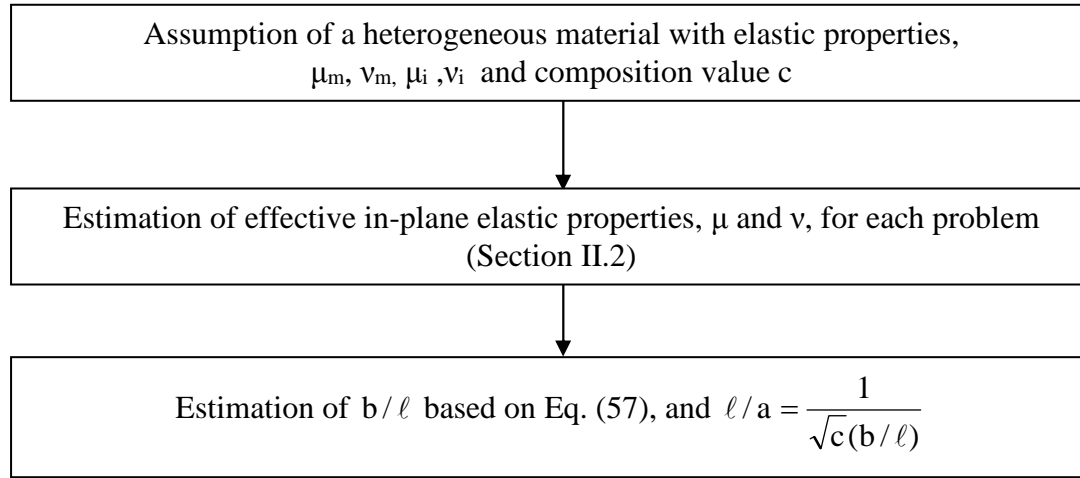 Assumption of a heterogeneous material with elastic properties,
μₘ, νₘ, μᵢ ,νᵢ and composition value c
Estimation of effective in-plane elastic properties, μ and ν, for each problem
(Section II.2)
Estimation of b/ℓ based on Eq. (57), and ℓ/a = 1/(√c(b/ℓ))